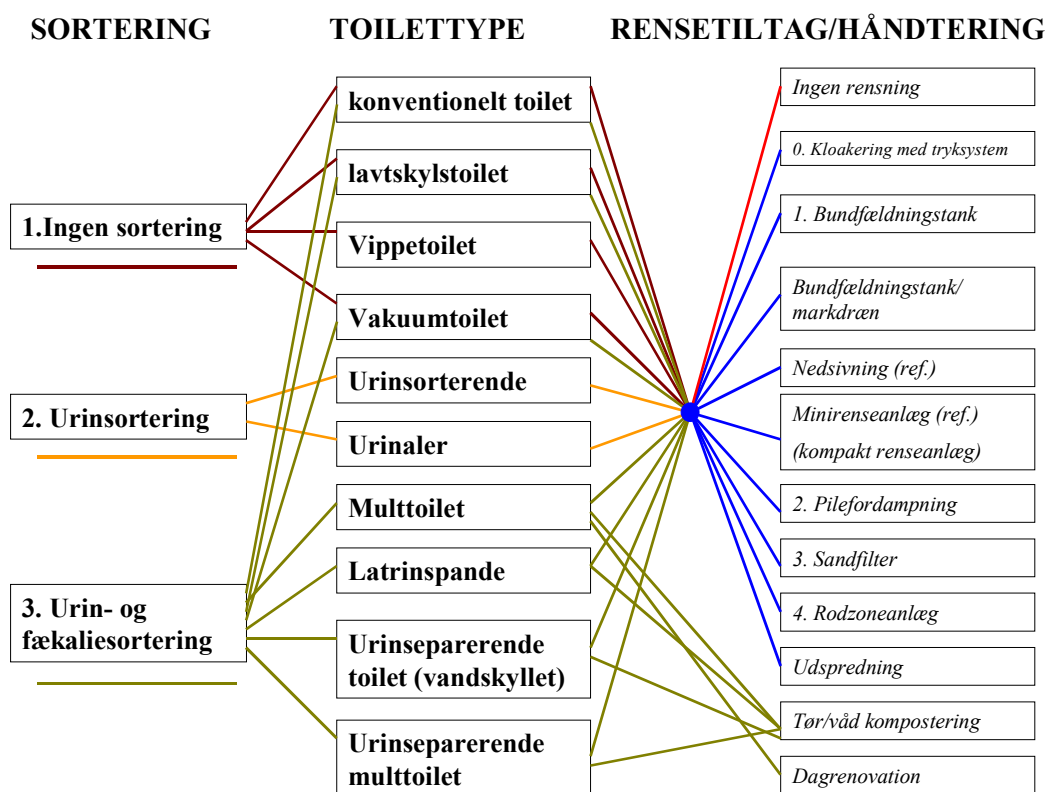 SORTERING
TOILETTYPE
RENSETILTAG/HÅNDTERING
1.Ingen sortering
2. Urinsortering
3. Urin- og
fækaliesortering
konventionelt toilet
lavtskylstoilet
Vippetoilet
Vakuumtoilet
Urinsorterende
Urinaler
Multtoilet
Latrinspande
Urinseparerende
toilet (vandskyllet)
Urinseparerende
multtoilet
Ingen rensning
0. Kloakering med tryksystem
1. Bundfældningstank
Bundfældningstank/
markdræn
Nedsivning (ref.)
Minirenseanlæg (ref.)
(kompakt renseanlæg)
2. Pilefordampning
3. Sandfilter
4. Rodzoneanlæg
Udspredning
Tør/våd kompostering
Dagrenovation